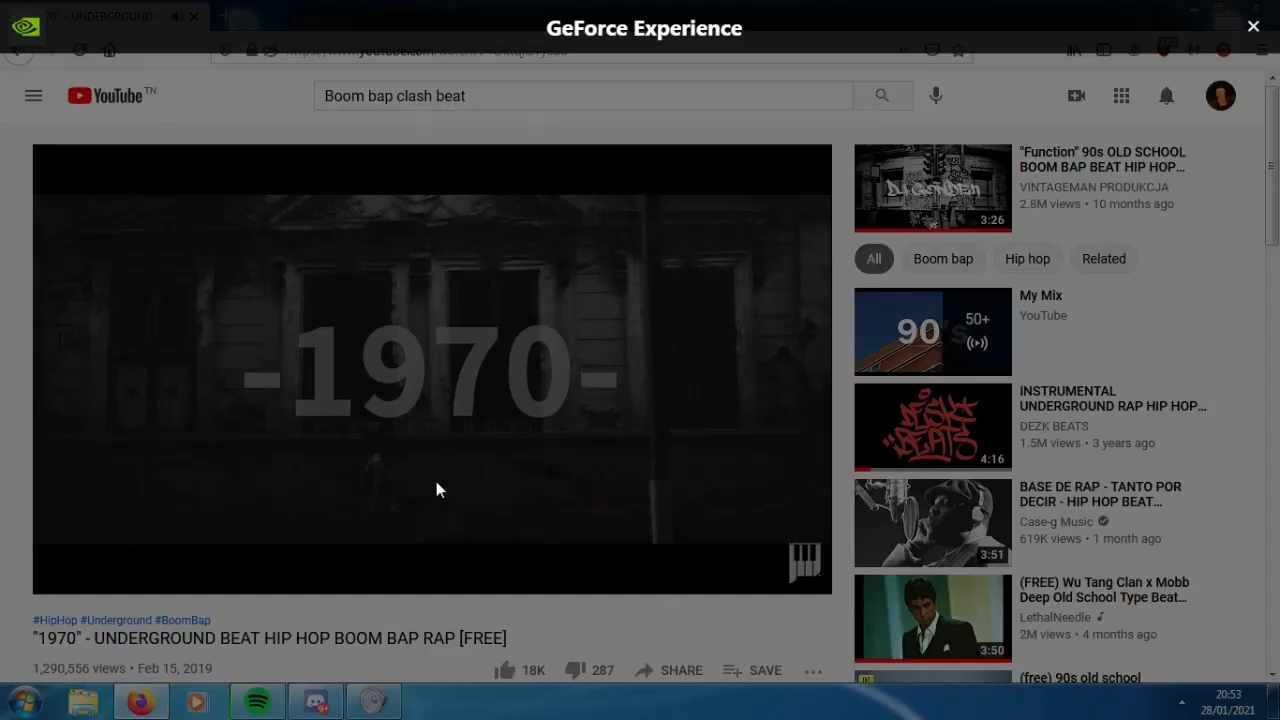 GeForce Experience
70" - UNDERGROUND
YouTube TN
Boom bap clash beat
-1970-
#HipHop #Underground #BoomBap
"1970" - UNDERGROUND BEAT HIP HOP BOOM BAP RAP [FREE]
1,290,556 views • Feb 15, 2019
18K
287
SHARE
SAVE
3:26
"Function" 90s OLD SCHOOL
BOOM BAP BEAT HIP HOP...
VINTAGEMAN PRODUKCJA
2.8M views • 10 months ago
All
Boom bap
Hip hop
Related
90's
50+
My Mix
YouTube
DEZK
BEATS
4:16
INSTRUMENTAL
UNDERGROUND RAP HIP HOP...
DEZK BEATS
1.5M views • 3 years ago
3:51
BASE DE RAP - TANTO POR
DECIR - HIP HOP BEAT...
Case-g Music
619K views • 1 month ago
3:50
(FREE) Wu Tang Clan x Mobb
Deep Old School Type Beat...
LethalNeedle
2M views • 4 months ago
(free) 90s old school
20:53
28/01/2021